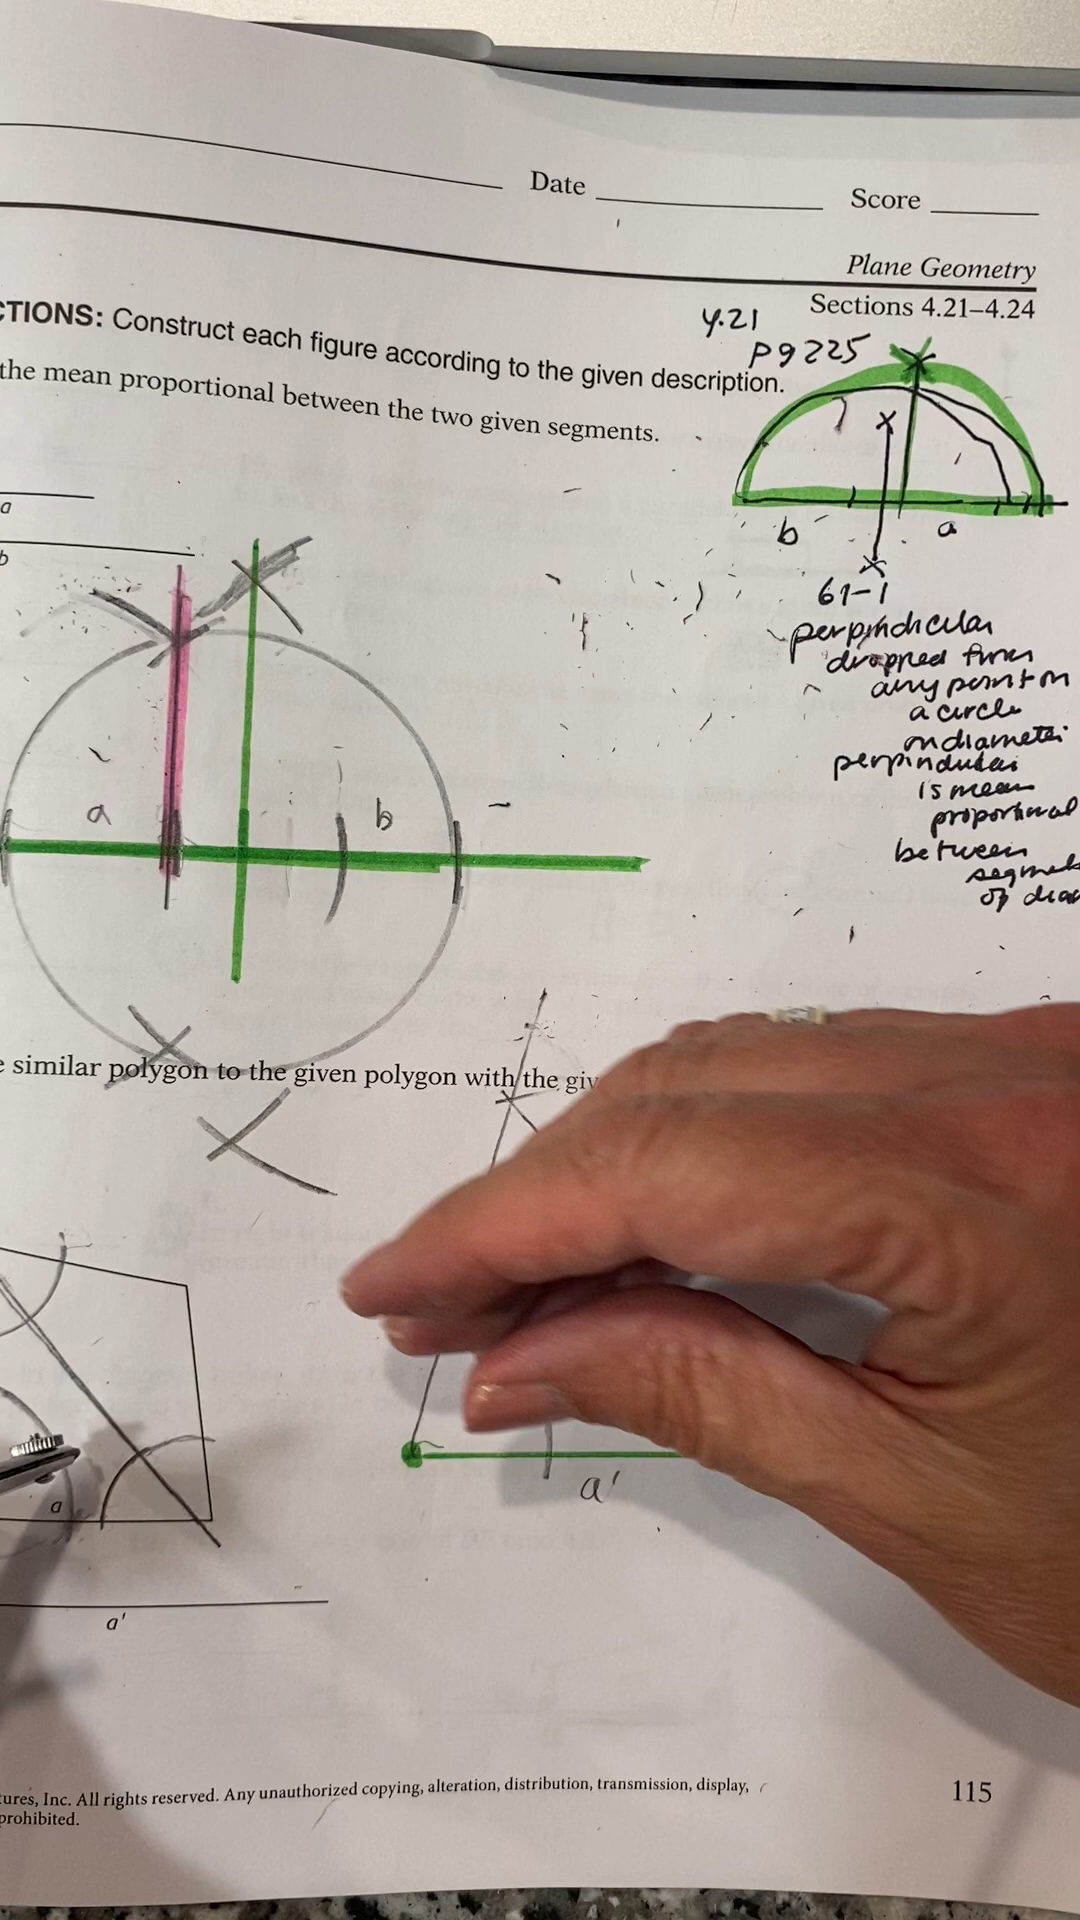 Date
Score
Plane Geometry
Sections 4.21–4.24
4.21
pg 225
CTIONS: Construct each figure according to the given description.
the mean proportional between the two given segments.
a
b
b
a
61-1
dropped from
any point on
a circle
on diameter
is mean
proportional
between
of
a
b
e similar polygon to the given polygon with the giv
a
a'
a'
tures, Inc. All rights reserved. Any unauthorized copying, alteration, distribution, transmission, display,
prohibited.
115